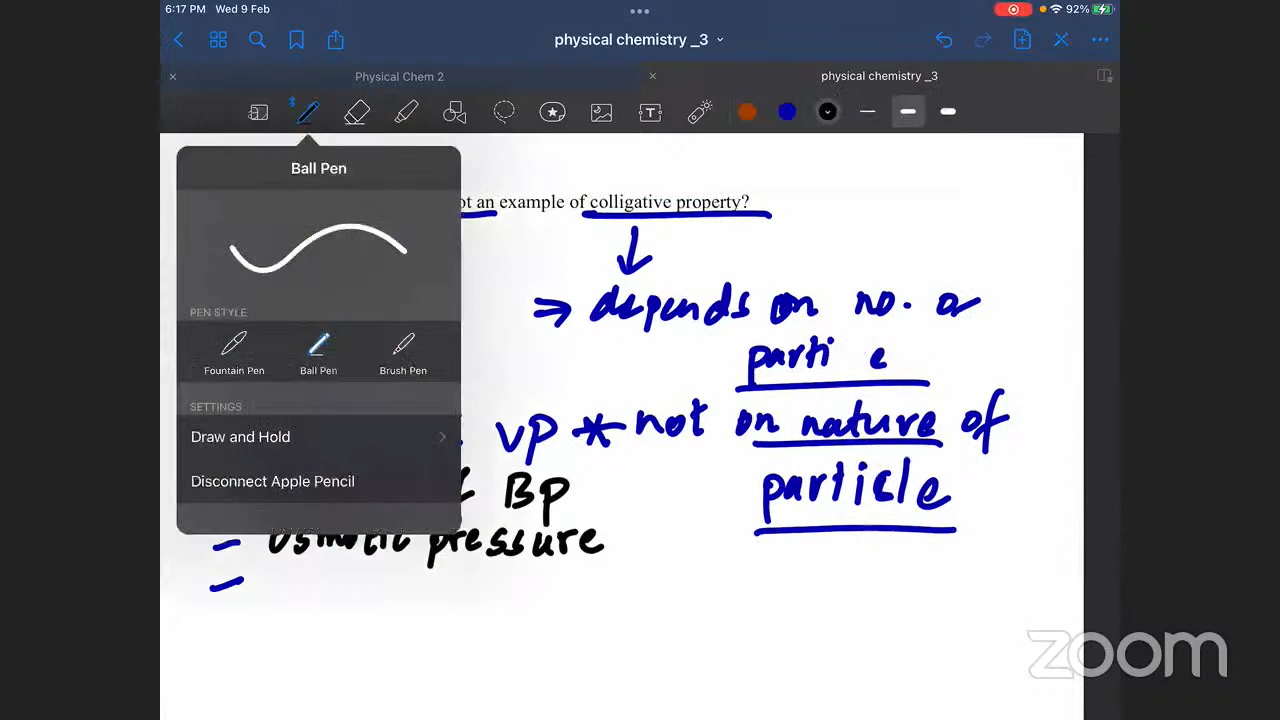 6:17 PM Wed 9 Feb
92%
physical chemistry _3
Physical Chem 2
physical chemistry _3
Ball Pen
PEN STYLE
Fountain Pen Ball Pen Brush Pen
SETTINGS
Draw and Hold
Disconnect Apple Pencil
ot an example of colligative property?
⇒ depends on no. o
parti e
vp * not on nature of
particle
Bp
= osmotic pressure
zoom